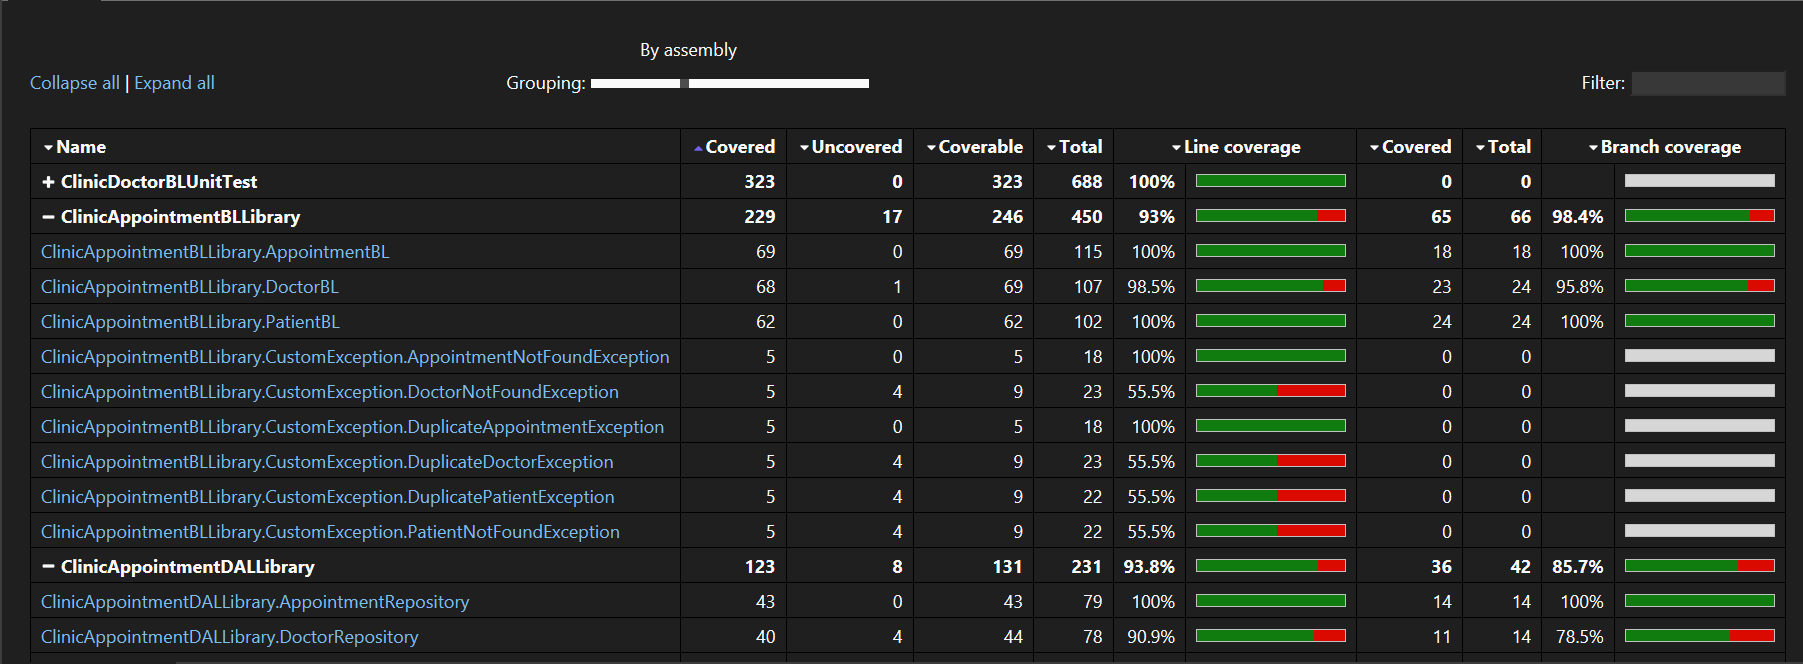 By assembly
Collapse all | Expand all Grouping: Filter:
Name Covered Uncovered Coverable Total Line coverage Covered Total Branch coverage
+ ClinicDoctorBLUnitTest 323 0 323 688 100% 0 0
− ClinicAppointmentBLLibrary 229 17 246 450 93% 65 66 98.4%
ClinicAppointmentBLLibrary.AppointmentBL 69 0 69 115 100% 18 18 100%
ClinicAppointmentBLLibrary.DoctorBL 68 1 69 107 98.5% 23 24 95.8%
ClinicAppointmentBLLibrary.PatientBL 62 0 62 102 100% 24 24 100%
ClinicAppointmentBLLibrary.CustomException.AppointmentNotFoundException 5 0 5 18 100% 0 0
ClinicAppointmentBLLibrary.CustomException.DoctorNotFoundException 5 4 9 23 55.5% 0 0
ClinicAppointmentBLLibrary.CustomException.DuplicateAppointmentException 5 0 5 18 100% 0 0
ClinicAppointmentBLLibrary.CustomException.DuplicateDoctorException 5 4 9 23 55.5% 0 0
ClinicAppointmentBLLibrary.CustomException.DuplicatePatientException 5 4 9 22 55.5% 0 0
ClinicAppointmentBLLibrary.CustomException.PatientNotFoundException 5 4 9 22 55.5% 0 0
− ClinicAppointmentDALLibrary 123 8 131 231 93.8% 36 42 85.7%
ClinicAppointmentDALLibrary.AppointmentRepository 43 0 43 79 100% 14 14 100%
ClinicAppointmentDALLibrary.DoctorRepository 40 4 44 78 90.9% 11 14 78.5%